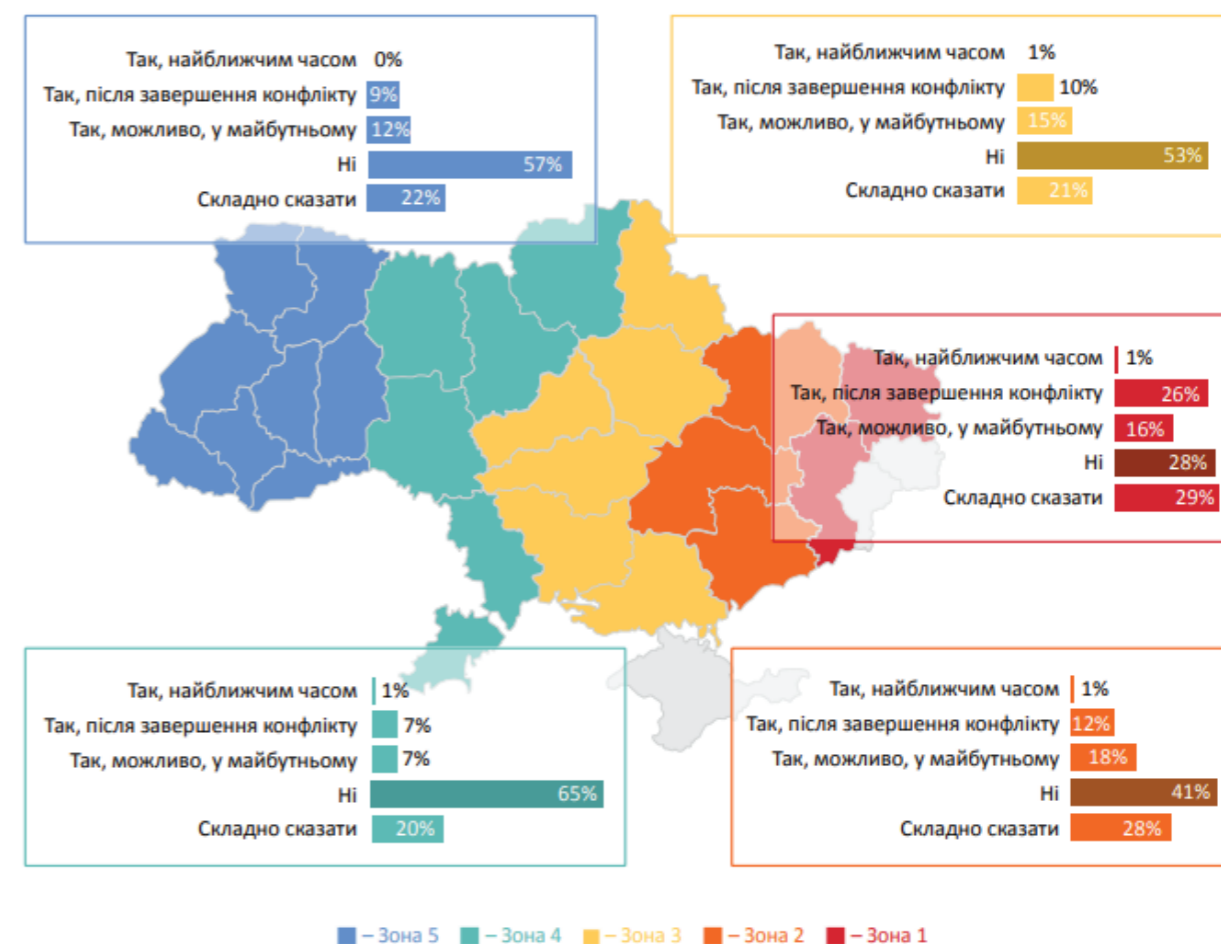 Так, найближчим часом 0%
Так, після завершення конфлікту 9%
Так, можливо, у майбутньому 12%
Ні 57%
Складно сказати 22%
Так, найближчим часом 1%
Так, після завершення конфлікту 10%
Так, можливо, у майбутньому 15%
Ні 53%
Складно сказати 21%
Так, найближчим часом 1%
Так, після завершення конфлікту 26%
Так, можливо, у майбутньому 16%
Ні 28%
Складно сказати 29%
Так, найближчим часом 1%
Так, після завершення конфлікту 7%
Так, можливо, у майбутньому 7%
Ні 65%
Складно сказати 20%
Так, найближчим часом 1%
Так, після завершення конфлікту 12%
Так, можливо, у майбутньому 18%
Ні 41%
Складно сказати 28%
– Зона 5 – Зона 4 – Зона 3 – Зона 2 – Зона 1